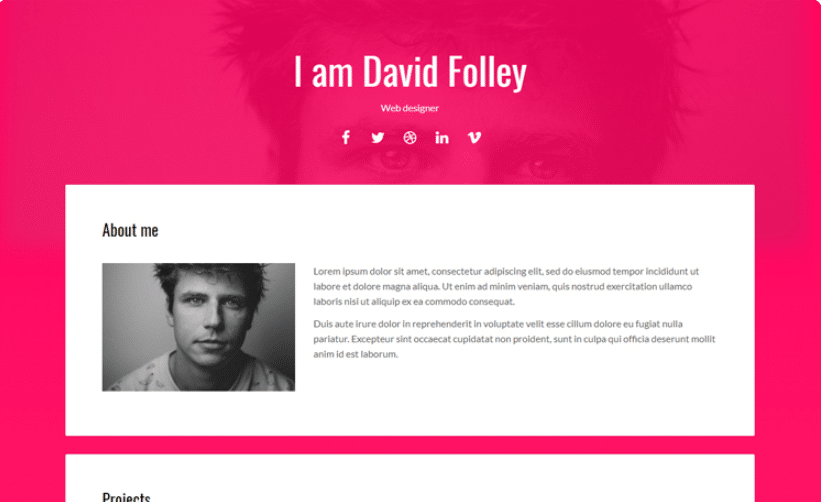 I am David Folley
Web designer
About me
Lorem ipsum dolor sit amet, consectetur adipiscing elit, sed do eiusmod tempor incididunt ut
labore et dolore magna aliqua. Ut enim ad minim veniam, quis nostrud exercitation ullamco
laboris nisi ut aliquip ex ea commodo consequat.
Duis aute irure dolor in reprehenderit in voluptate velit esse cillum dolore eu fugiat nulla
pariatur. Excepteur sint occaecat cupidatat non proident, sunt in culpa qui officia deserunt mollit
anim id est laborum.
Projects